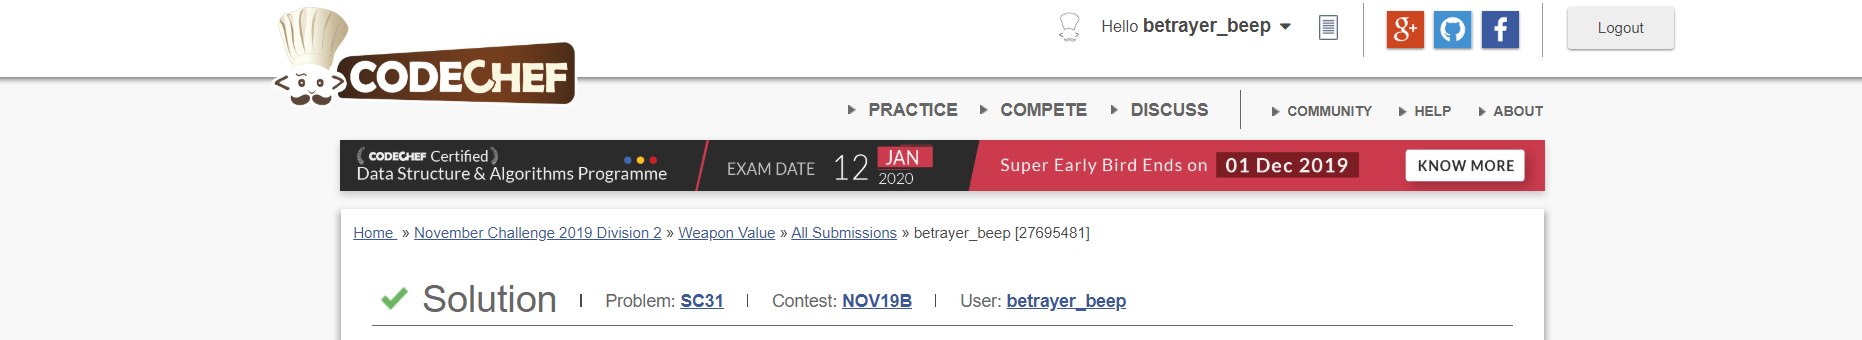 Hello betrayer_beep
Logout
CODECHEF
PRACTICE COMPETE DISCUSS COMMUNITY HELP ABOUT
CODECHEF Certified
Data Structure & Algorithms Programme
EXAM DATE 12 JAN 2020
Super Early Bird Ends on 01 Dec 2019
KNOW MORE
Home » November Challenge 2019 Division 2 » Weapon Value » All Submissions » betrayer_beep [27695481]
Solution | Problem: SC31 | Contest: NOV19B | User: betrayer_beep